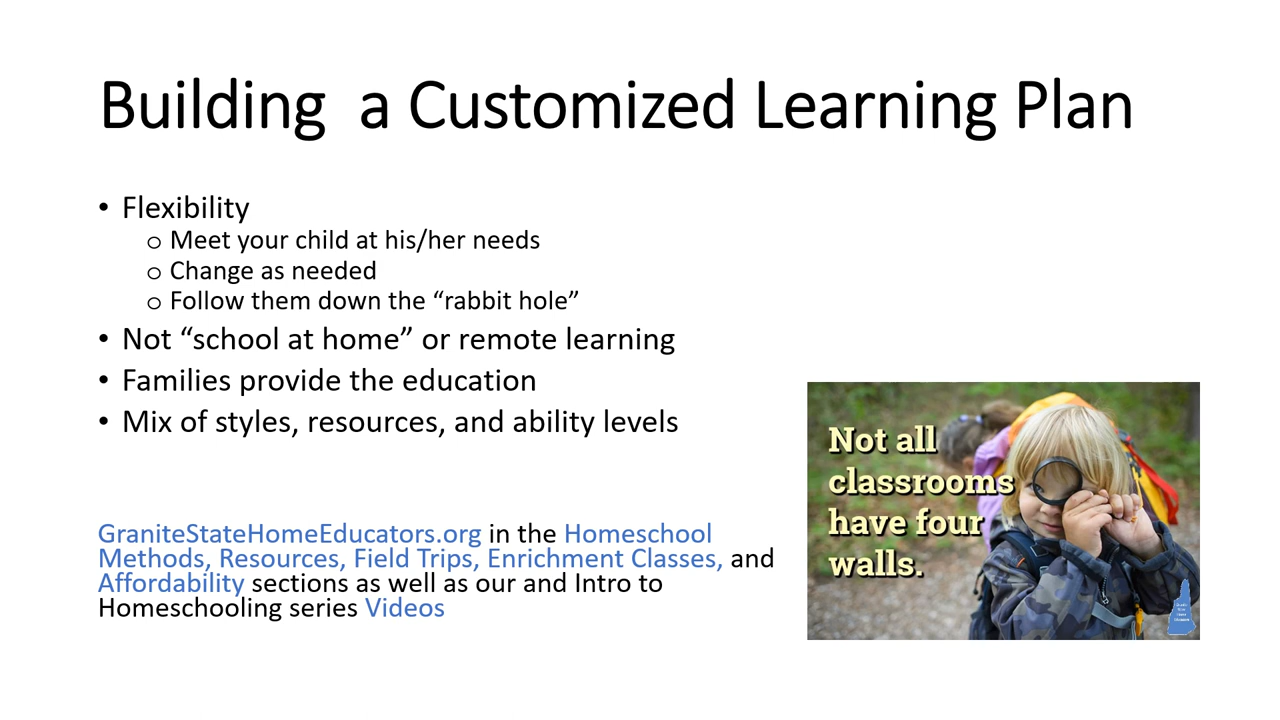 Building  a Customized Learning Plan
• Flexibility
o Meet your child at his/her needs
o Change as needed
o Follow them down the “rabbit hole”
• Not “school at home” or remote learning
• Families provide the education
• Mix of styles, resources, and ability levels
GraniteStateHomeEducators.org in the Homeschool
Methods, Resources, Field Trips, Enrichment Classes, and
Affordability sections as well as our and Intro to
Homeschooling series Videos
Not all
classrooms
have four
walls.